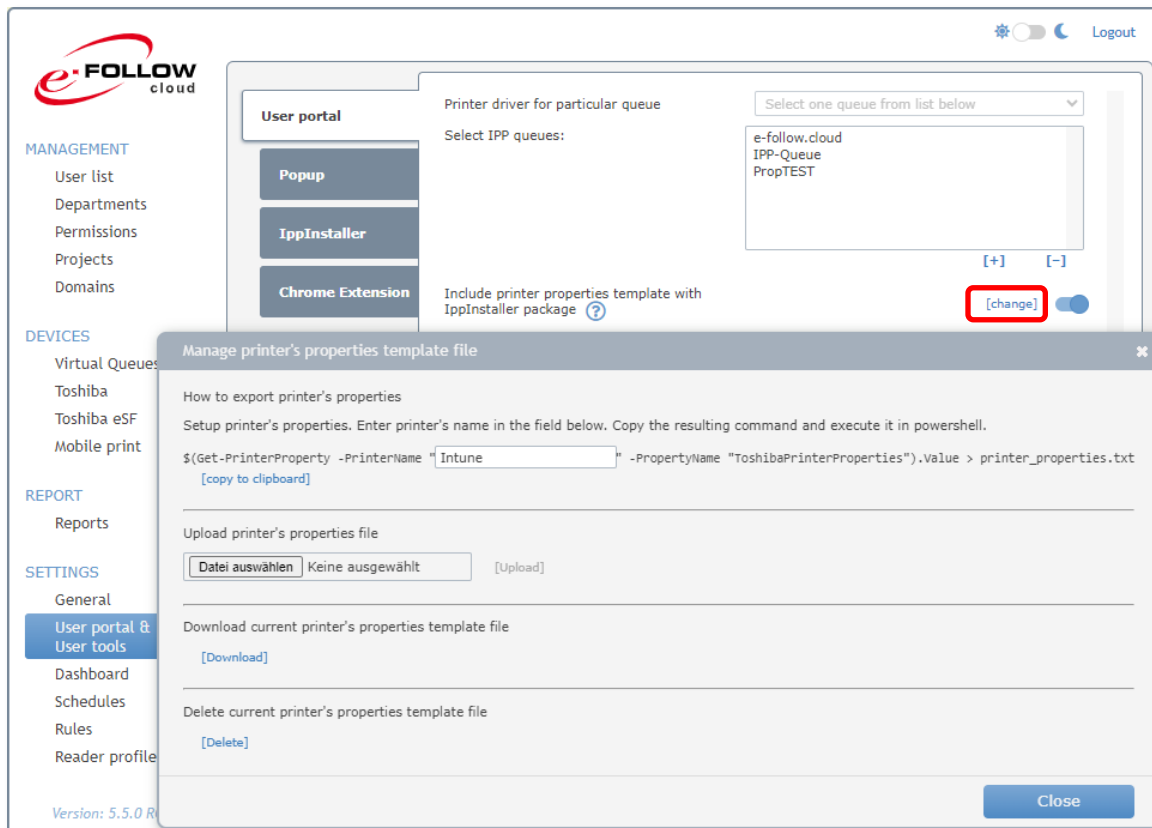 Logout
e-FOLLOW
cloud
MANAGEMENT
User list
Departments
Permissions
Projects
Domains
DEVICES
Virtual Queues
Toshiba
Toshiba eSF
Mobile print
REPORT
Reports
SETTINGS
General
User portal &
User tools
Dashboard
Schedules
Rules
Reader profile
Version: 5.5.0
User portal
Popup
IppInstaller
Chrome Extension
Printer driver for particular queue
Select one queue from list below
Select IPP queues:
e-follow.cloud
IPP-Queue
PropTEST
[+] [-]
Include printer properties template with
IppInstaller package ?
[change]
Manage printer's properties template file
How to export printer's properties
Setup printer's properties. Enter printer's name in the field below. Copy the resulting command and execute it in powershell.
$(Get-PrinterProperty -PrinterName "Intune" -PropertyName "ToshibaPrinterProperties").Value > printer_properties.txt
[copy to clipboard]
Upload printer's properties file
Datei auswählen Keine ausgewählt [Upload]
Download current printer's properties template file
[Download]
Delete current printer's properties template file
[Delete]
Close